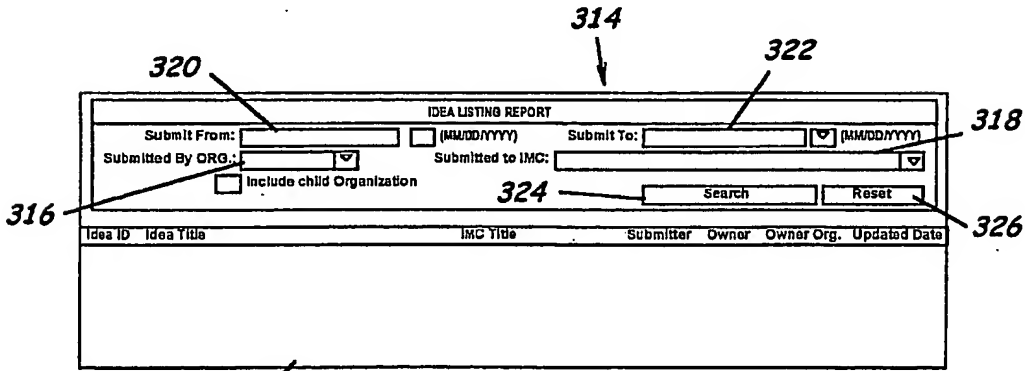 314
320
322
IDEA LISTING REPORT
318
Submit From: (MM/DD/YYYY) Submit To: (MM/DD/YYYY)
Submitted By ORG.: Submitted to IMC:
Include child Organization
316
324
Search Reset
326
Idea ID Idea Title IMC Title Submitter Owner Owner Org. Updated Date